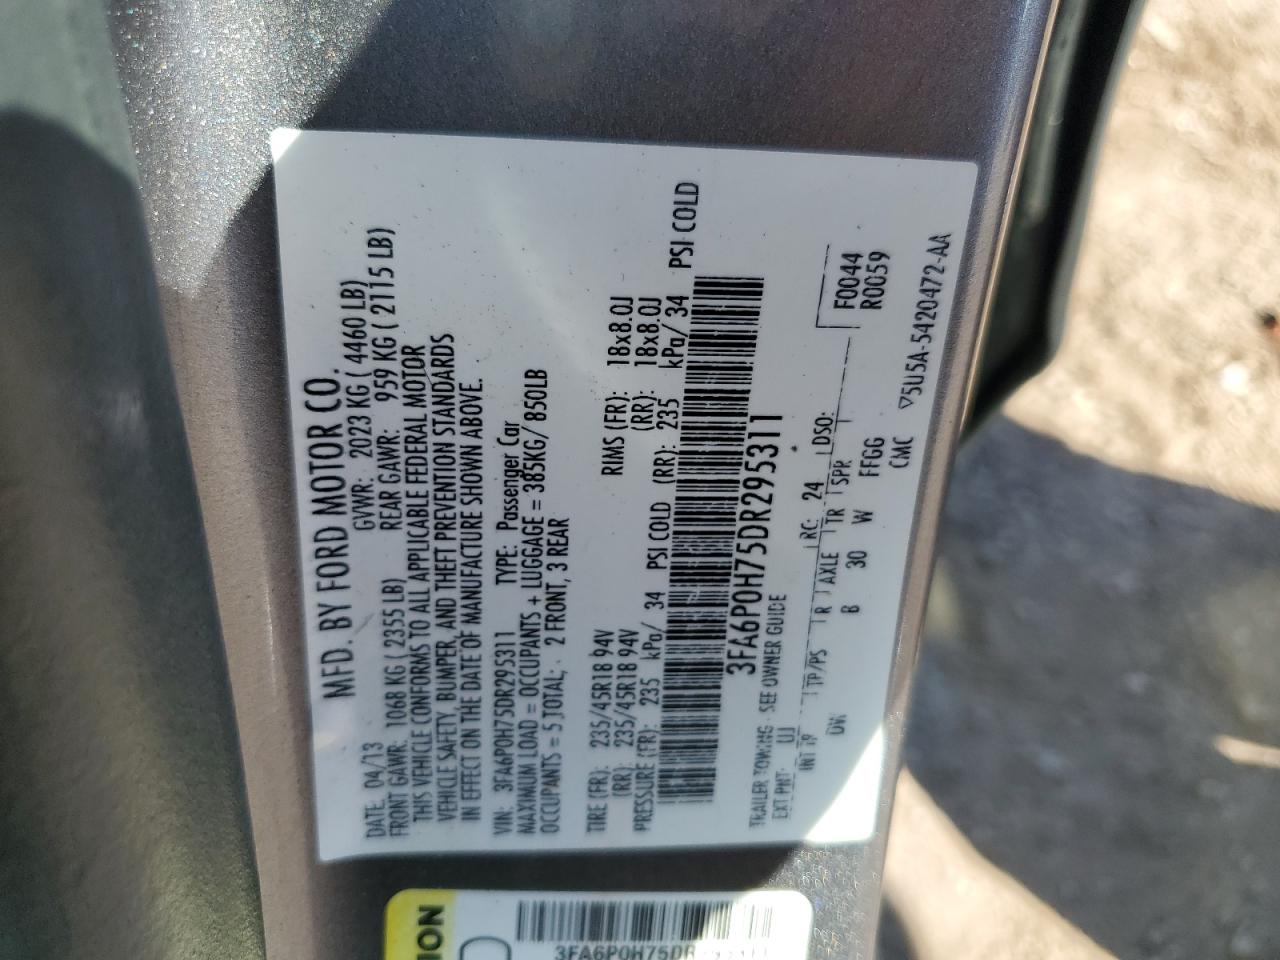 MFD. BY FORD MOTOR CO.
DATE: 04/13 GVWR: 2023 KG ( 4460 LB)
FRONT GAWR: 1068 KG ( 2355 LB) REAR GAWR: 959 KG ( 2115 LB)
THIS VEHICLE CONFORMS TO ALL APPLICABLE FEDERAL MOTOR
VEHICLE SAFETY, BUMPER, AND THEFT PREVENTION STANDARDS
IN EFFECT ON THE DATE OF MANUFACTURE SHOWN ABOVE.
VIN: 3FA6P0H75DR295311 TYPE: Passenger Car
MAXIMUM LOAD = OCCUPANTS + LUGGAGE = 385KG/ 850LB
OCCUPANTS = 5 TOTAL; 2 FRONT, 3 REAR
TIRE (FR): 235/45R18 94V RIMS (FR): 18x8.0J
(RR): 235/45R18 94V (RR): 18x8.0J
PRESSURE (FR): 235 kPa/ 34 PSI COLD (RR): 235 kPa/ 34 PSI COLD
3FA6P0H75DR295311
TRAILER TOWING - SEE OWNER GUIDE
EXT PNT: UJ RC: 24 DSO: F0044
INT TP/PS R AXLE TR SPR R0059
UW B 30 W FFGG
CMC
5U5A-5420472-AA
ION
3FA6P0H75DR